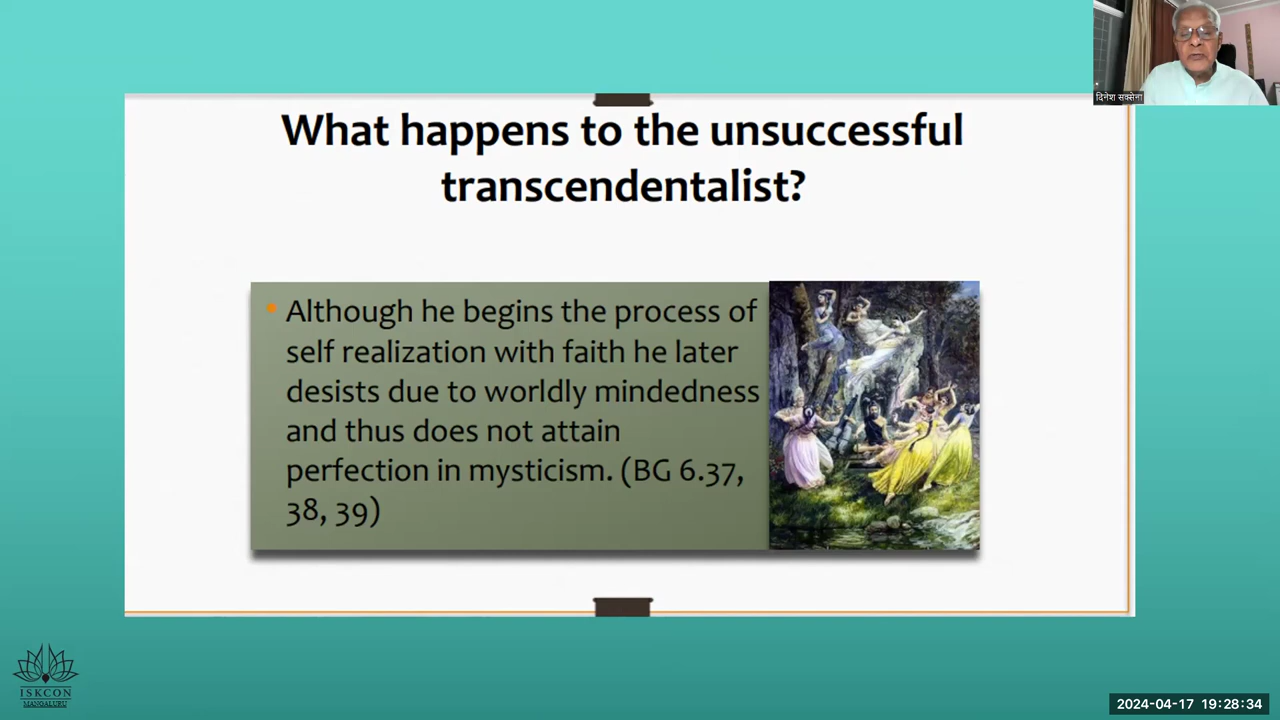 What happens to the unsuccessful
transcendentalist?
• Although he begins the process of
self realization with faith he later
desists due to worldly mindedness
and thus does not attain
perfection in mysticism. (BG 6.37,
38, 39)
दिनेश सक्सेना
ISKCON
MANGALURU
2024-04-17 19:28:34